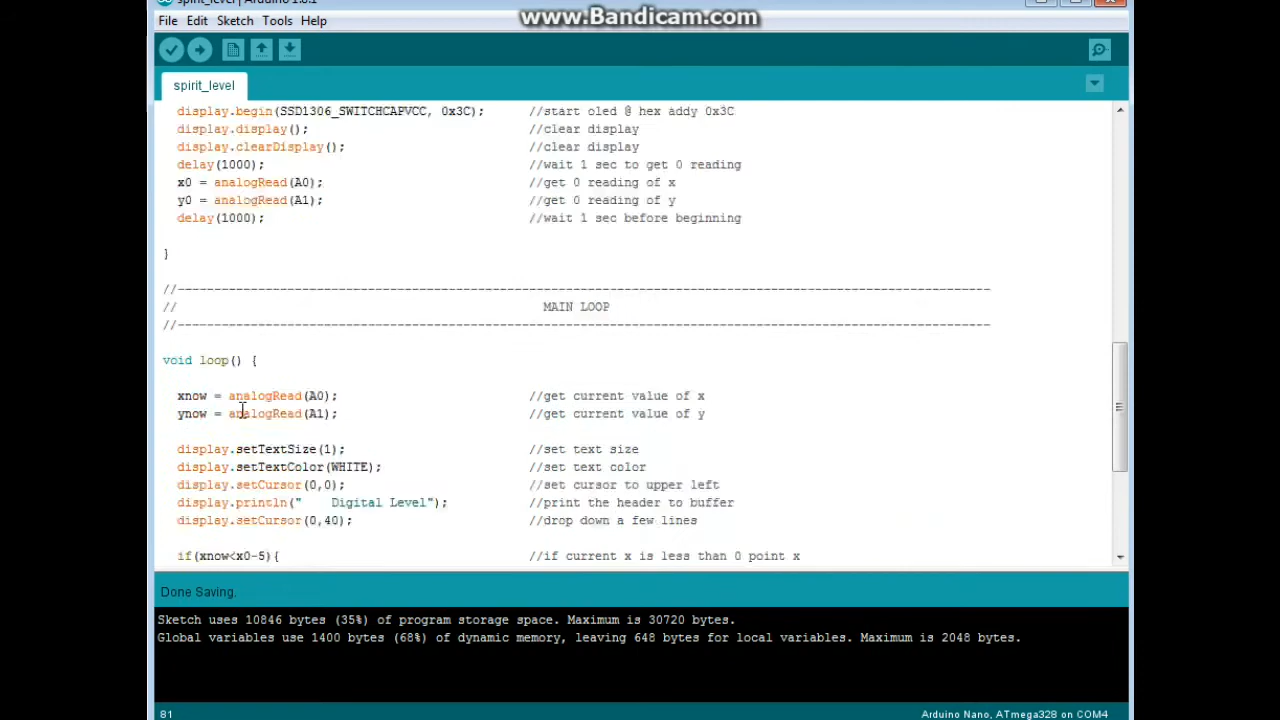 www.Bandicam.com
spirit_level | Arduino 1.8.1
File Edit Sketch Tools Help
spirit_level
display.begin(SSD1306_SWITCHCAPVCC, 0x3C); //start oled @ hex addy 0x3C
display.display(); //clear display
display.clearDisplay(); //clear display
delay(1000); //wait 1 sec to get 0 reading
x0 = analogRead(A0); //get 0 reading of x
y0 = analogRead(A1); //get 0 reading of y
delay(1000); //wait 1 sec before beginning
}
//---------------------------------------------------------------------------------------------------------------
// MAIN LOOP
//---------------------------------------------------------------------------------------------------------------
void loop() {
xnow = analogRead(A0); //get current value of x
ynow = analogRead(A1); //get current value of y
display.setTextSize(1); //set text size
display.setTextColor(WHITE); //set text color
display.setCursor(0,0); //set cursor to upper left
display.println("    Digital Level"); //print the header to buffer
display.setCursor(0,40); //drop down a few lines
if(xnow<x0-5){ //if current x is less than 0 point x
Done Saving.
Sketch uses 10846 bytes (35%) of program storage space. Maximum is 30720 bytes.
Global variables use 1400 bytes (68%) of dynamic memory, leaving 648 bytes for local variables. Maximum is 2048 bytes.
81 Arduino Nano, ATmega328 on COM4